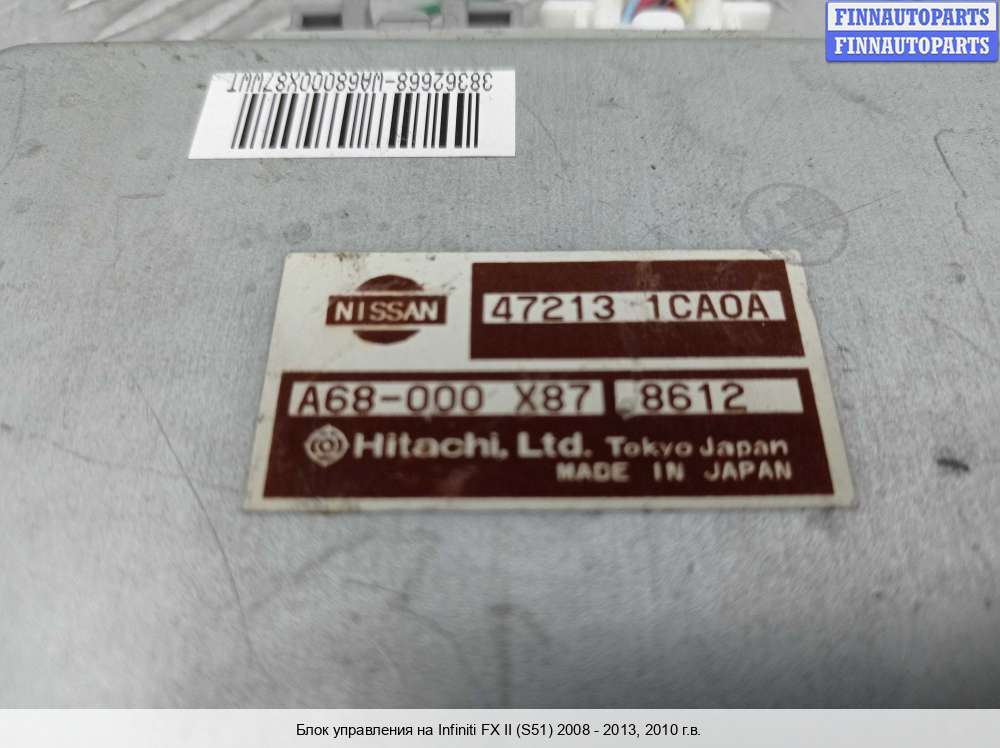 FINNAUTOPARTS
FINNAUTOPARTS
38362668-WA68000X87WWT
NISSAN
47213 1CA0A
A68-000 X87 8612
Hitachi, Ltd. Tokyo Japan
MADE IN JAPAN
Блок управления на Infiniti FX II (S51) 2008 - 2013, 2010 г.в.